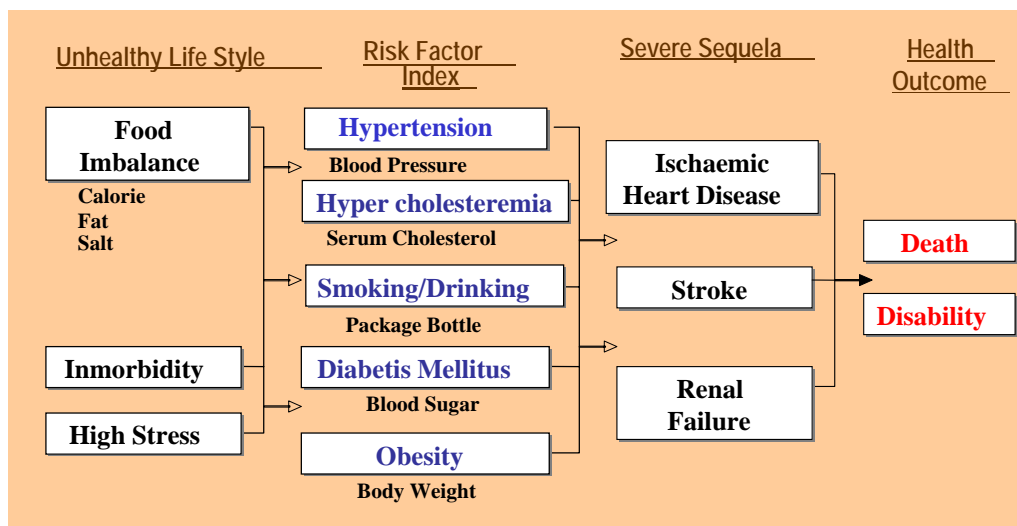 Unhealthy Life Style
Risk Factor
Index
Severe Sequela
Health
Outcome
Food
Imbalance
Calorie
Fat
Salt
Inmorbidity
High Stress
Hypertension
Blood Pressure
Hyper cholesteremia
Serum Cholesterol
Smoking/Drinking
Package Bottle
Diabetis Mellitus
Blood Sugar
Obesity
Body Weight
Ischaemic
Heart Disease
Stroke
Renal
Failure
Death
Disability